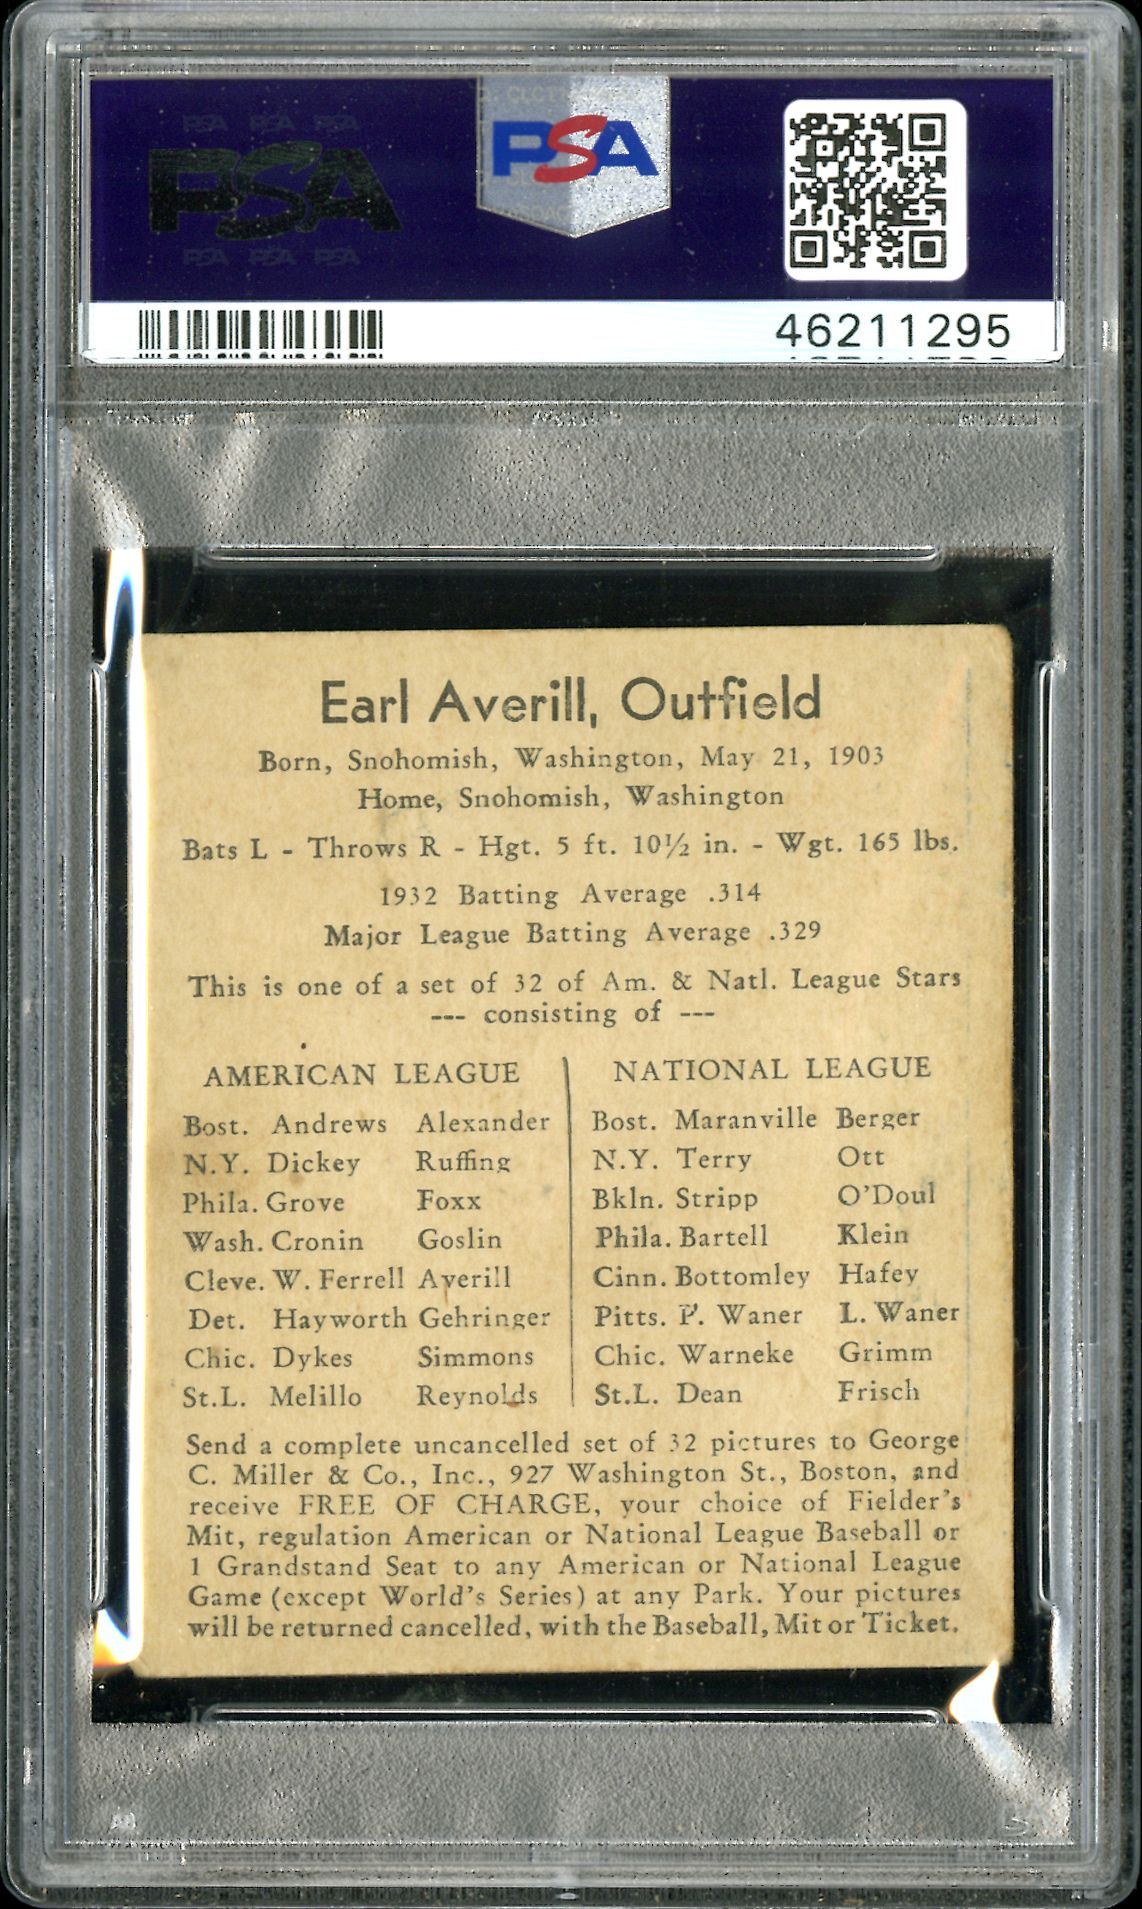 PSA PSA PSA
PSA
PSA PSA PSA
PSA
46211295
Earl Averill, Outfield
Born, Snohomish, Washington, May 21, 1903
Home, Snohomish, Washington
Bats L - Throws R - Hgt. 5 ft. 10½ in. - Wgt. 165 lbs.
1932 Batting Average .314
Major League Batting Average .329
This is one of a set of 32 of Am. & Natl. League Stars
--- consisting of ---
AMERICAN LEAGUE
Bost. Andrews Alexander
N.Y. Dickey Ruffing
Phila. Grove Foxx
Wash. Cronin Goslin
Cleve. W. Ferrell Averill
Det. Hayworth Gehringer
Chic. Dykes Simmons
St.L. Melillo Reynolds
NATIONAL LEAGUE
Bost. Maranville Berger
N.Y. Terry Ott
Bkln. Stripp O'Doul
Phila. Bartell Klein
Cinn. Bottomley Hafey
Pitts. P. Waner L. Waner
Chic. Warneke Grimm
St.L. Dean Frisch
Send a complete uncancelled set of 32 pictures to George
C. Miller & Co., Inc., 927 Washington St., Boston, and
receive FREE OF CHARGE, your choice of Fielder's
Mit, regulation American or National League Baseball or
1 Grandstand Seat to any American or National League
Game (except World's Series) at any Park. Your pictures
will be returned cancelled, with the Baseball, Mit or Ticket.